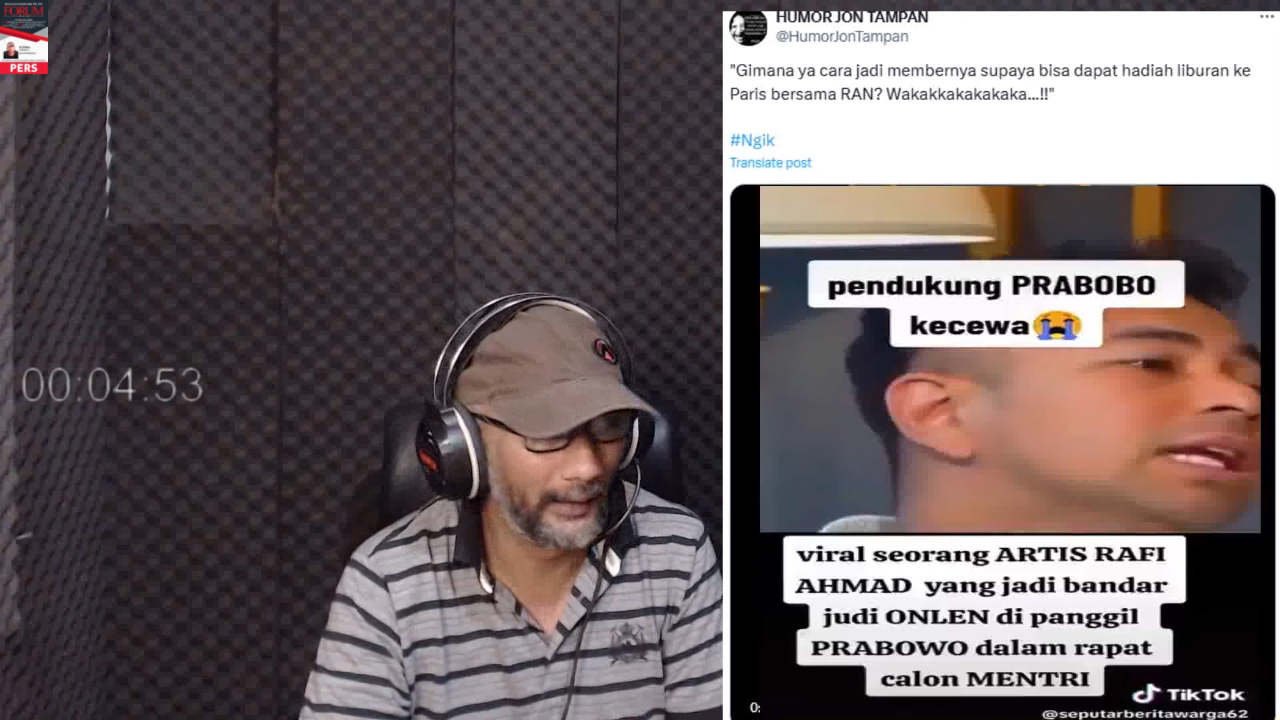 FORUM
PERS
00:04:53
HUMOR JON TAMPAN
@HumorJonTampan
"Gimana ya cara jadi membernya supaya bisa dapat hadiah liburan ke
Paris bersama RAN? Wakakkakakakaka...!!"
#Ngik
Translate post
pendukung PRABOBO
kecewa😭
viral seorang ARTIS RAFI
AHMAD yang jadi bandar
judi ONLEN di panggil
PRABOWO dalam rapat
calon MENTRI
TikTok
@seputarberitawarga62
0: